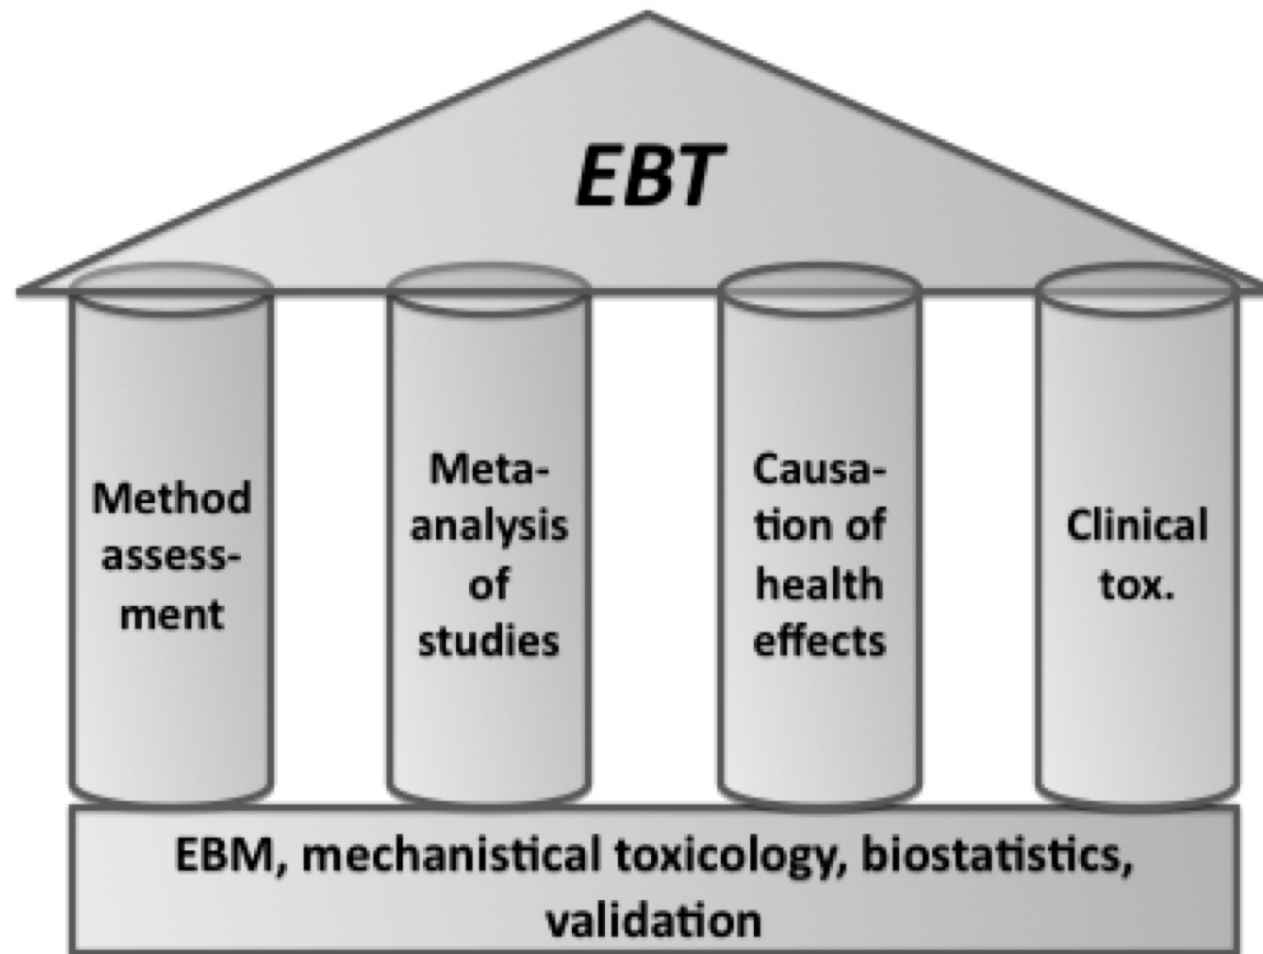 EBT
Method
assess-
ment
Meta-
analysis
of
studies
Causa-
tion of
health
effects
Clinical
tox.
EBM, mechanistical toxicology, biostatistics,
validation